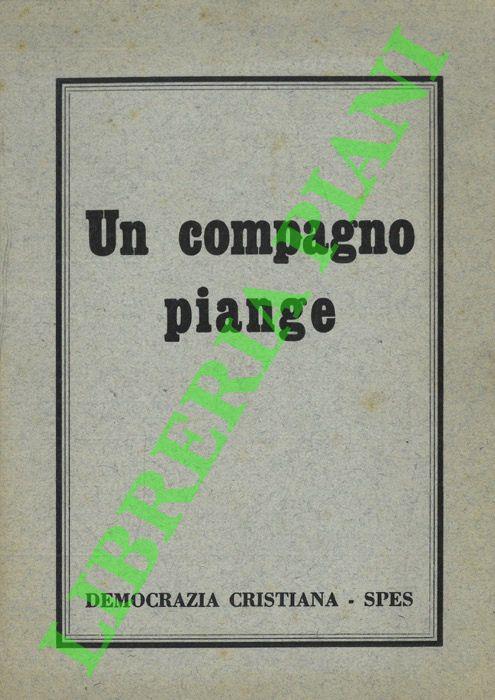 Un compagno
piange
DEMOCRAZIA CRISTIANA - SPES
LIBRERIA PIANI